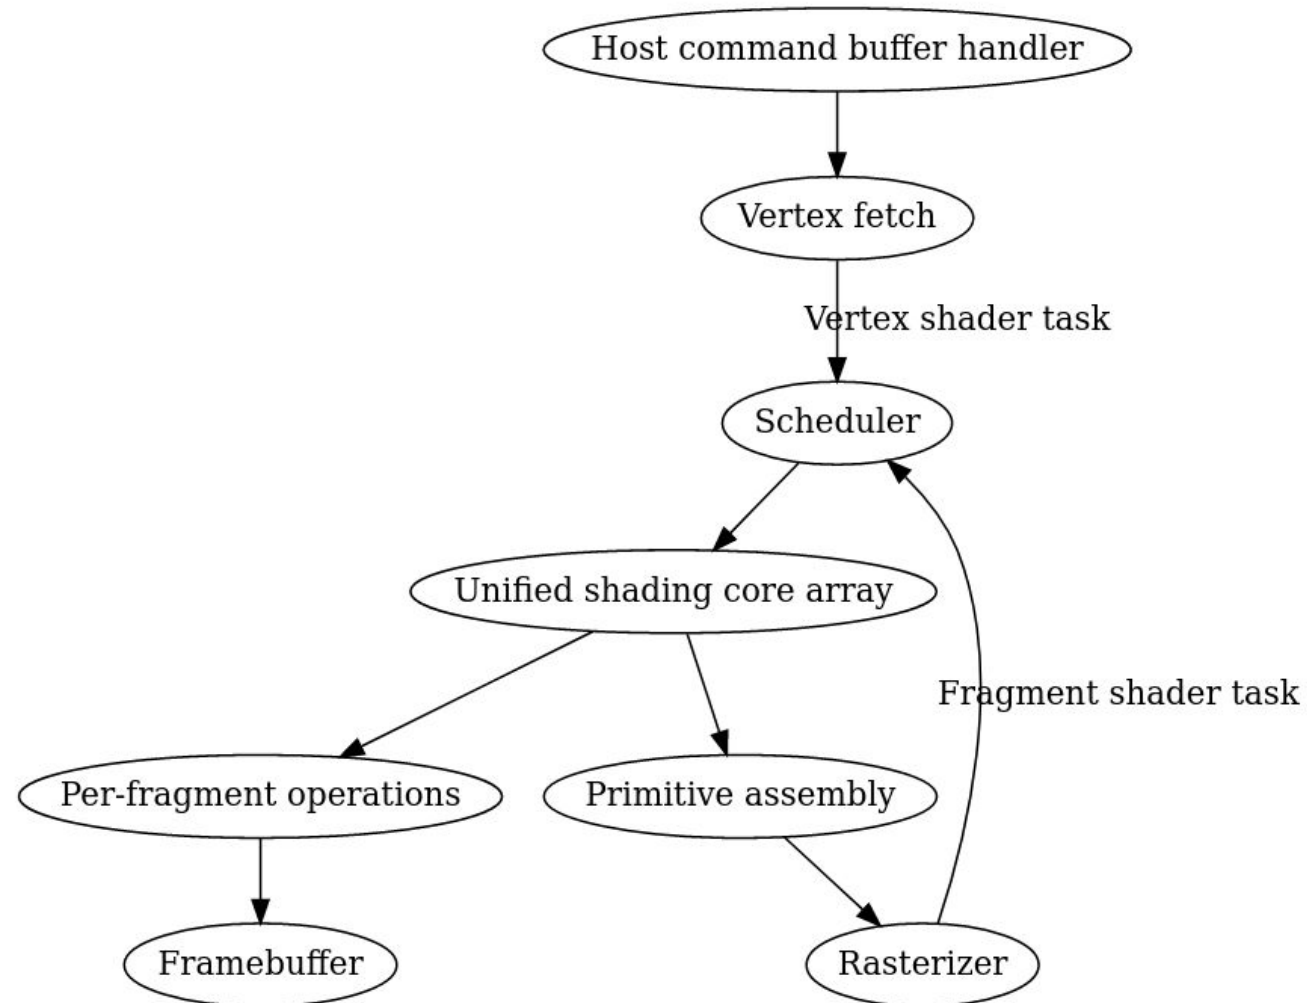 Host command buffer handler
Vertex fetch
Vertex shader task
Scheduler
Unified shading core array
Fragment shader task
Per-fragment operations
Primitive assembly
Framebuffer
Rasterizer